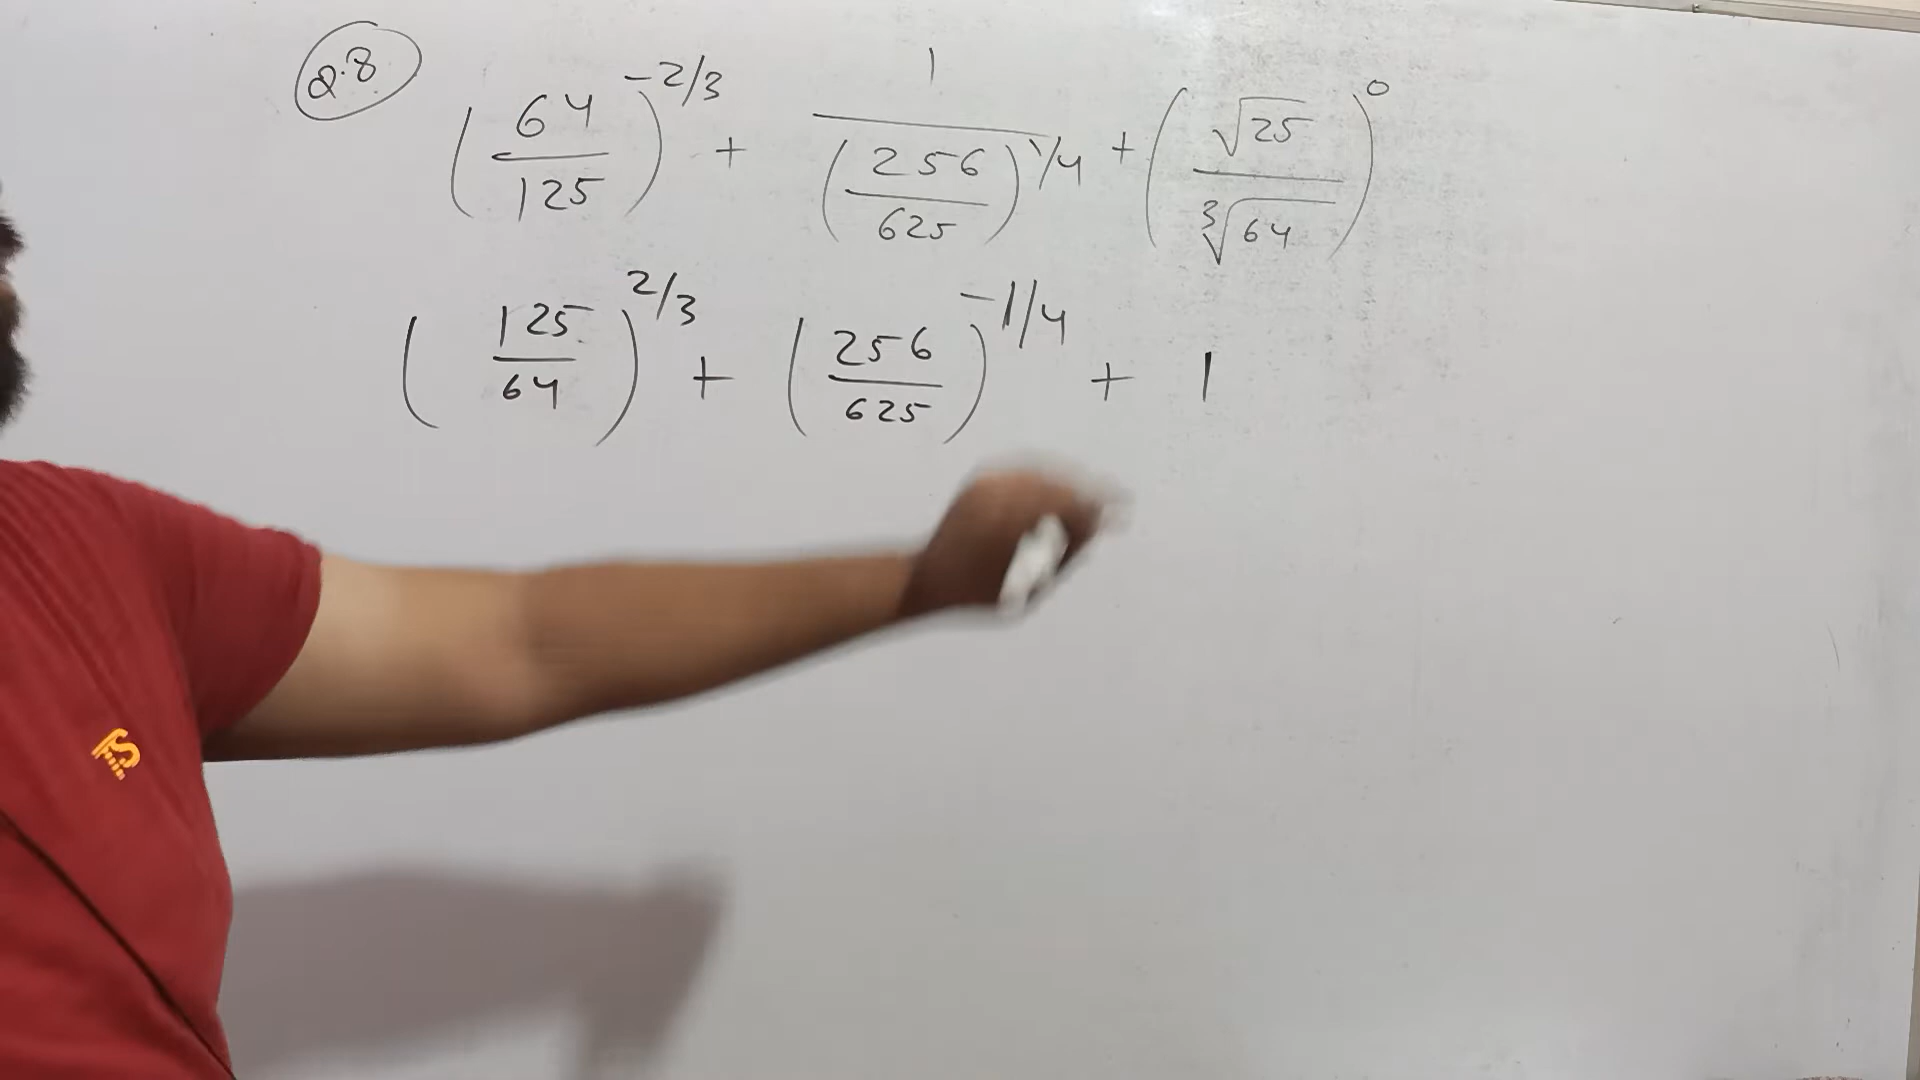 Q.8 (64/125)^-2/3 + 1/(256/625)^1/4 + (√25/∛64)^0
(125/64)^2/3 + (256/625)^-1/4 + 1